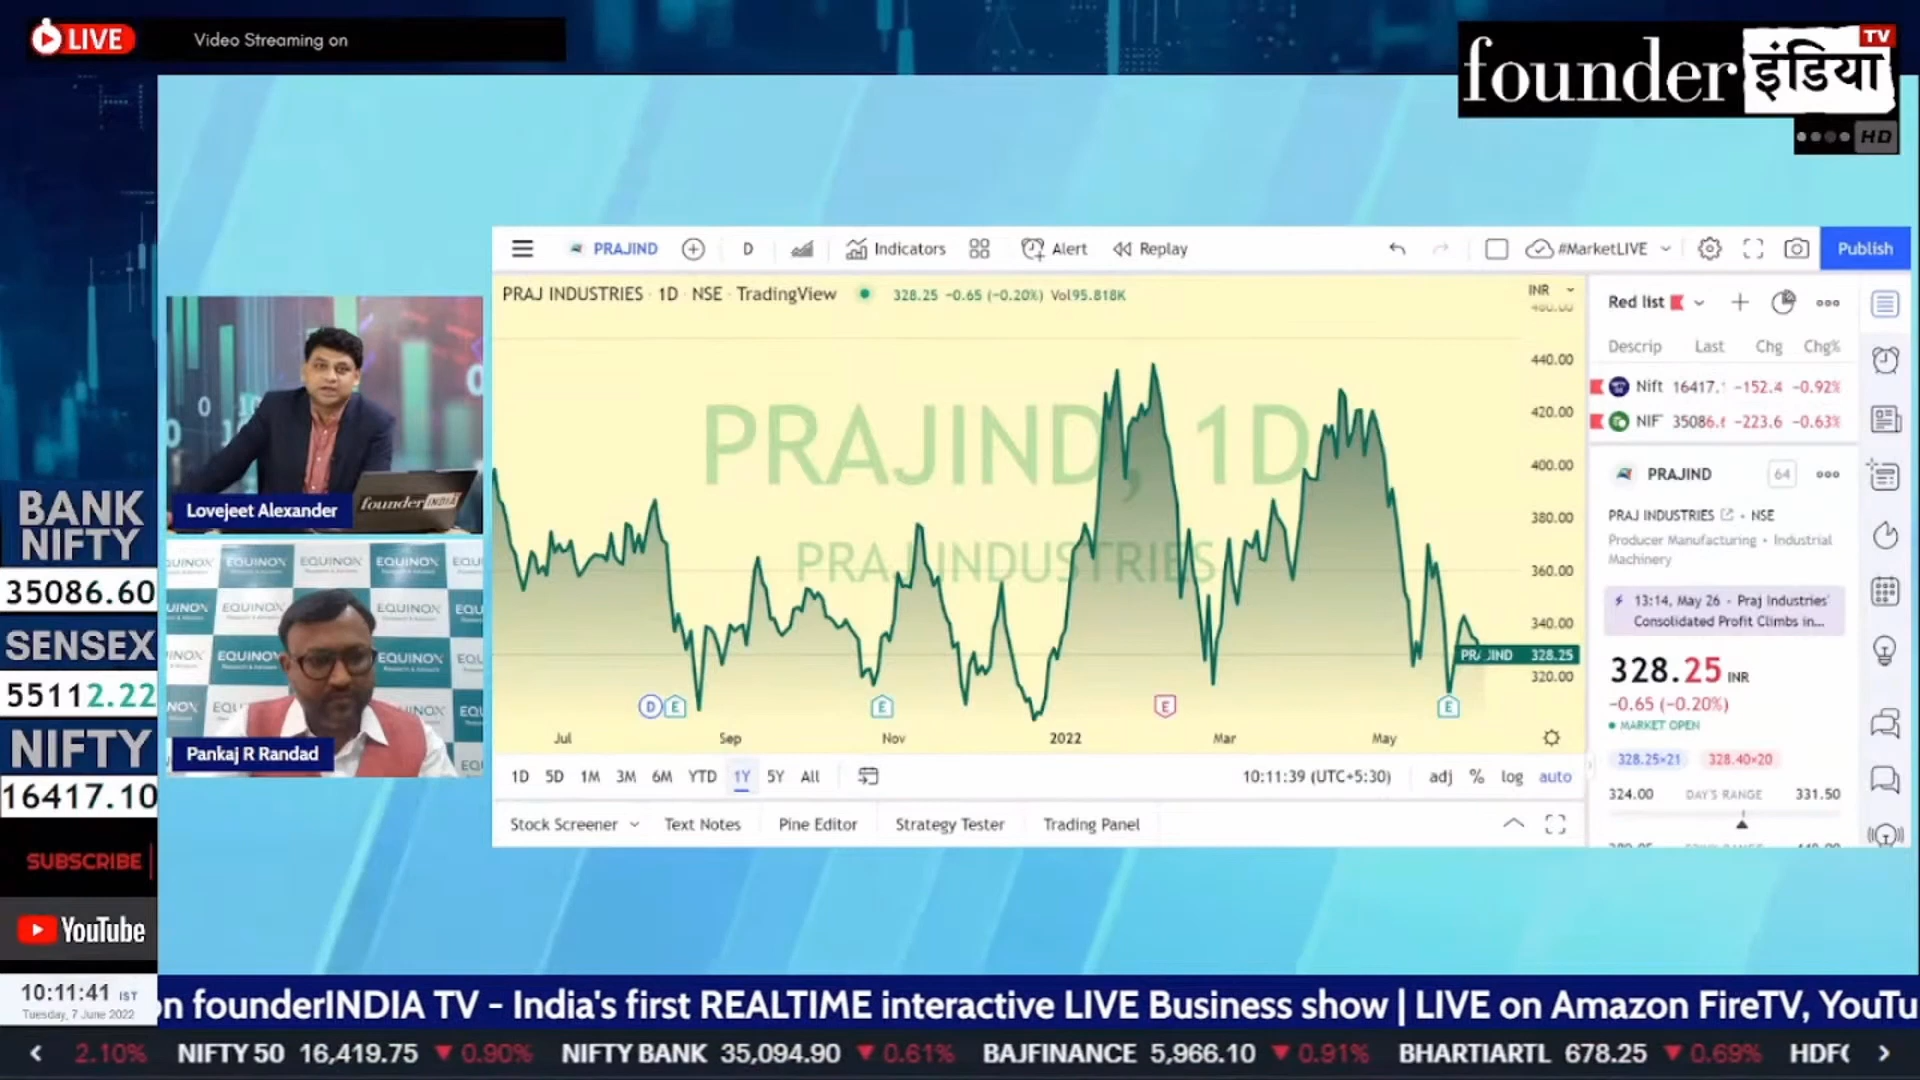 LIVE
Video Streaming on
founder इंडिया TV
HD
PRAJIND
D
Indicators
Alert
Replay
#MarketLIVE
Publish
PRAJ INDUSTRIES · 1D · NSE · TradingView
328.25 −0.65 (−0.20%) Vol95.818K
INR
440.00
420.00
400.00
380.00
360.00
340.00
320.00
PRAJIND, 1D
PRAJ INDUSTRIES
328.25
D
E
E
E
E
Jul
Sep
Nov
2022
Mar
May
1D 5D 1M 3M 6M YTD 1Y 5Y All
10:11:39 (UTC+5:30)
adj % log auto
Stock Screener
Text Notes
Pine Editor
Strategy Tester
Trading Panel
Red list
Descrip Last Chg Chg%
Nift 16417. −152.4 −0.92%
NIF 35086. −223.6 −0.63%
PRAJIND
64
PRAJ INDUSTRIES · NSE
Producer Manufacturing • Industrial
Machinery
13:14, May 26 - Praj Industries'
Consolidated Profit Climbs in...
328.25 INR
−0.65 (−0.20%)
MARKET OPEN
328.25×21 328.40×20
324.00 DAY'S RANGE 331.50
founder INDIA
Lovejeet Alexander
EQUINOX
Pankaj R Randad
BANK
NIFTY
35086.60
SENSEX
55112.22
NIFTY
16417.10
SUBSCRIBE
YouTube
10:11:41 IST
Tuesday, 7 June 2022
on founderINDIA TV - India's first REALTIME interactive LIVE Business show | LIVE on Amazon FireTV, YouTu
2.10% NIFTY 50 16,419.75 ▼ 0.90% NIFTY BANK 35,094.90 ▼ 0.61% BAJFINANCE 5,966.10 ▼ 0.91% BHARTIARTL 678.25 ▼ 0.69% HDFC